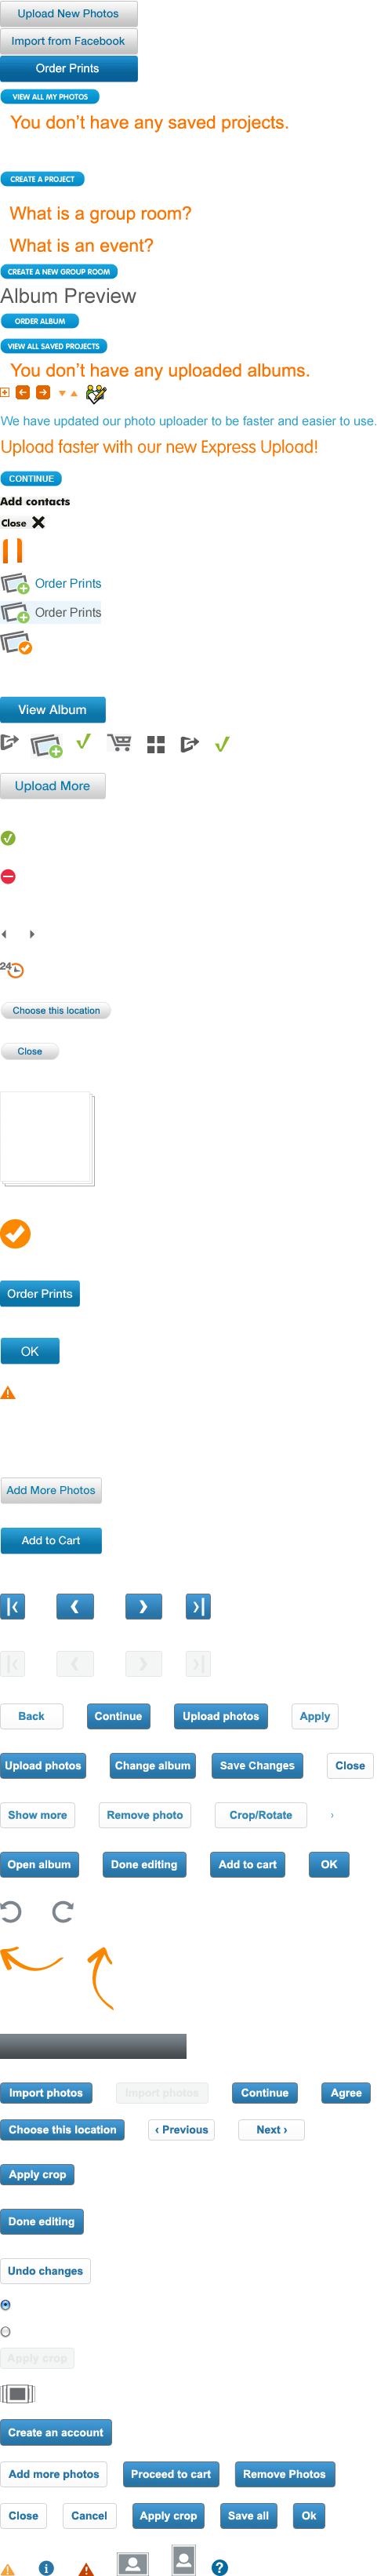 Upload New Photos
Import from Facebook
Order Prints
VIEW ALL MY PHOTOS
You don't have any saved projects.
CREATE A PROJECT
What is a group room?
What is an event?
CREATE A NEW GROUP ROOM
Album Preview
ORDER ALBUM
VIEW ALL SAVED PROJECTS
You don't have any uploaded albums.
We have updated our photo uploader to be faster and easier to use.
Upload faster with our new Express Upload!
CONTINUE
Add contacts
Close
Order Prints
Order Prints
View Album
Upload More
24
Choose this location
Close
Order Prints
OK
Add More Photos
Add to Cart
Back Continue Upload photos Apply
Upload photos Change album Save Changes Close
Show more Remove photo Crop/Rotate ›
Open album Done editing Add to cart OK
Import photos Import photos Continue Agree
Choose this location ‹ Previous Next ›
Apply crop
Done editing
Undo changes
Apply crop
Create an account
Add more photos Proceed to cart Remove Photos
Close Cancel Apply crop Save all Ok